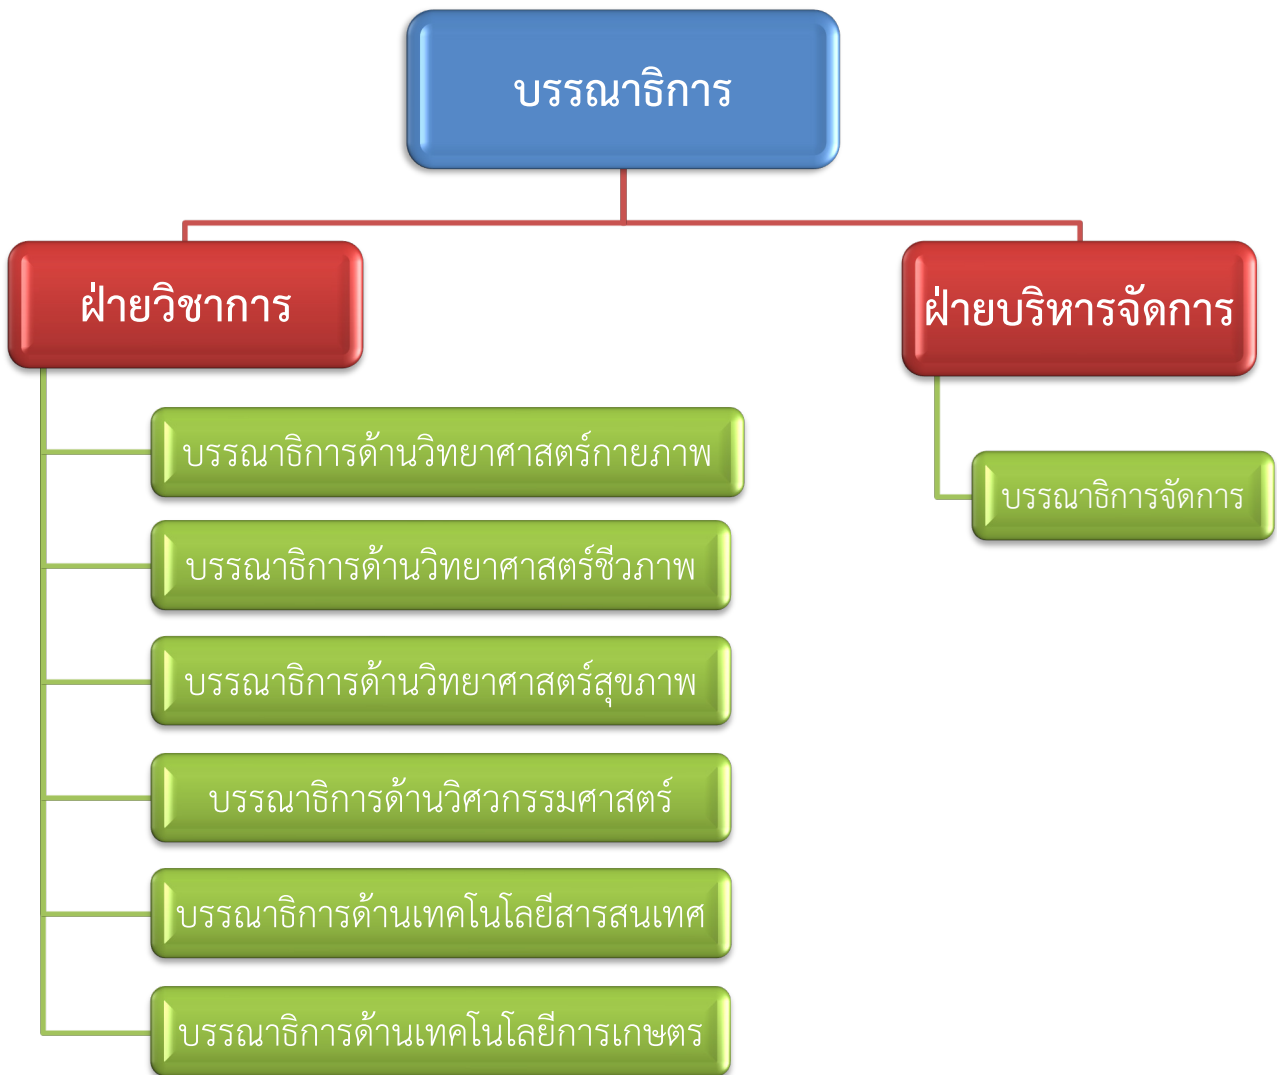 บรรณาธิการ
ฝ่ายวิชาการ
ฝ่ายบริหารจัดการ
บรรณาธิการด้านวิทยาศาสตร์กายภาพ
บรรณาธิการจัดการ
บรรณาธิการด้านวิทยาศาสตร์ชีวภาพ
บรรณาธิการด้านวิทยาศาสตร์สุขภาพ
บรรณาธิการด้านวิศวกรรมศาสตร์
บรรณาธิการด้านเทคโนโลยีสารสนเทศ
บรรณาธิการด้านเทคโนโลยีการเกษตร